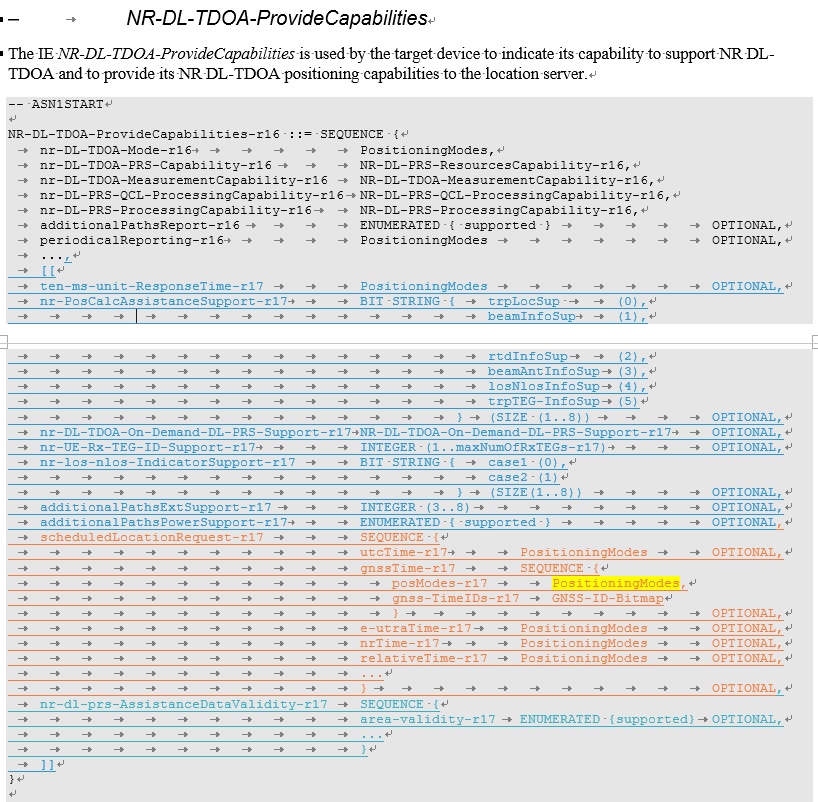 – NR-DL-TDOA-ProvideCapabilities
The IE NR-DL-TDOA-ProvideCapabilities is used by the target device to indicate its capability to support NR DL-
TDOA and to provide its NR DL-TDOA positioning capabilities to the location server.
-- ASN1START
NR-DL-TDOA-ProvideCapabilities-r16 ::= SEQUENCE {
nr-DL-TDOA-Mode-r16 PositioningModes,
nr-DL-TDOA-PRS-Capability-r16 NR-DL-PRS-ResourcesCapability-r16,
nr-DL-TDOA-MeasurementCapability-r16 NR-DL-TDOA-MeasurementCapability-r16,
nr-DL-PRS-QCL-ProcessingCapability-r16 NR-DL-PRS-QCL-ProcessingCapability-r16,
nr-DL-PRS-ProcessingCapability-r16 NR-DL-PRS-ProcessingCapability-r16,
additionalPathsReport-r16 ENUMERATED { supported } OPTIONAL,
periodicalReporting-r16 PositioningModes OPTIONAL,
...,
[[
ten-ms-unit-ResponseTime-r17 PositioningModes OPTIONAL,
nr-PosCalcAssistanceSupport-r17 BIT STRING { trpLocSup (0),
beamInfoSup (1),
rtdInfoSup (2),
beamAntInfoSup (3),
losNlosInfoSup (4),
trpTEG-InfoSup (5)
} (SIZE (1..8)) OPTIONAL,
nr-DL-TDOA-On-Demand-DL-PRS-Support-r17 NR-DL-TDOA-On-Demand-DL-PRS-Support-r17 OPTIONAL,
nr-UE-Rx-TEG-ID-Support-r17 INTEGER (1..maxNumOfRxTEGs-r17) OPTIONAL,
nr-los-nlos-IndicatorSupport-r17 BIT STRING { case1 (0),
case2 (1)
} (SIZE(1..8)) OPTIONAL,
additionalPathsExtSupport-r17 INTEGER (3..8) OPTIONAL,
additionalPathsPowerSupport-r17 ENUMERATED { supported } OPTIONAL,
scheduledLocationRequest-r17 SEQUENCE {
utcTime-r17 PositioningModes OPTIONAL,
gnssTime-r17 SEQUENCE {
posModes-r17 PositioningModes,
gnss-TimeIDs-r17 GNSS-ID-Bitmap
} OPTIONAL,
e-utraTime-r17 PositioningModes OPTIONAL,
nrTime-r17 PositioningModes OPTIONAL,
relativeTime-r17 PositioningModes OPTIONAL,
...
} OPTIONAL,
nr-dl-prs-AssistanceDataValidity-r17 SEQUENCE {
area-validity-r17 ENUMERATED {supported} OPTIONAL,
...
}
]]
}